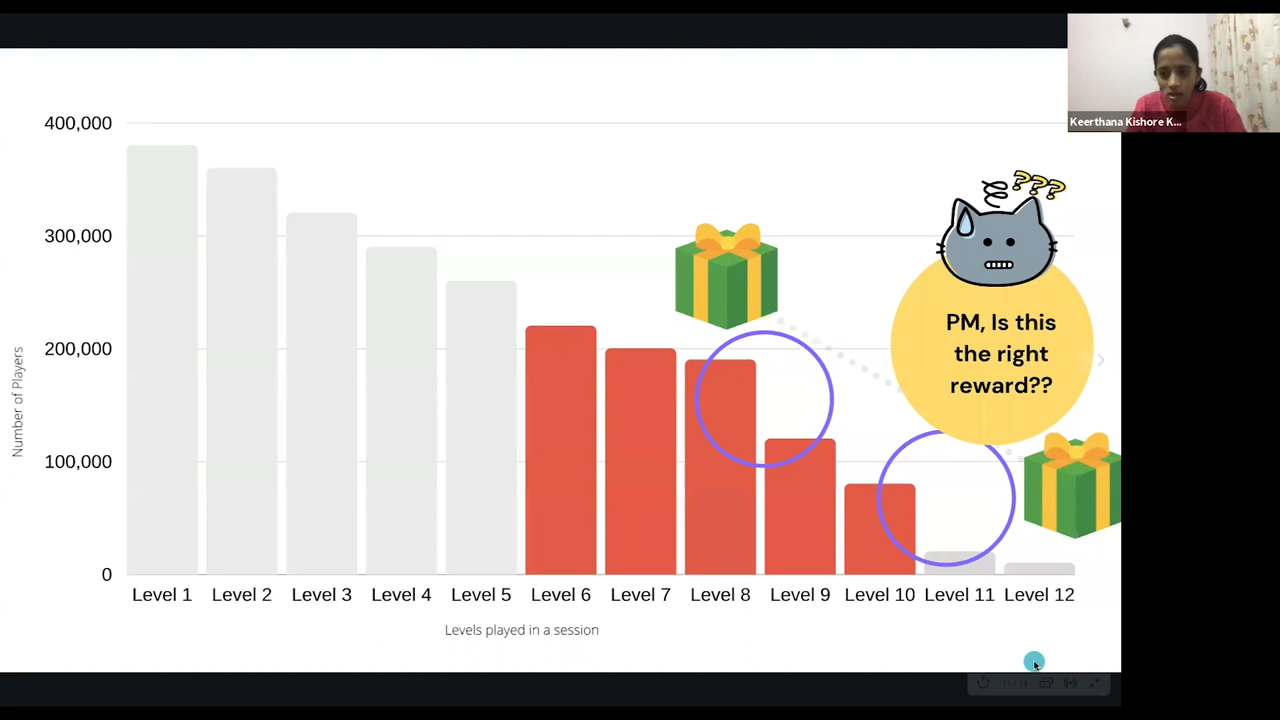 Keerthana Kishore K...
400,000
300,000
200,000
100,000
0
Number of Players
???
PM, Is this
the right
reward??
Level 1 Level 2 Level 3 Level 4 Level 5 Level 6 Level 7 Level 8 Level 9 Level 10 Level 11 Level 12
Levels played in a session